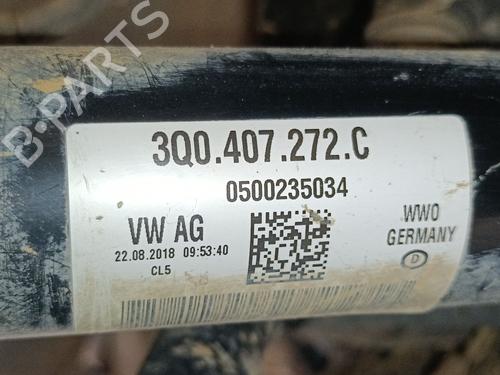 B-PARTS
3Q0.407.272.C
0500235034
VW AG
22.08.2018 09:53:40
CL5
WWO
GERMANY
D